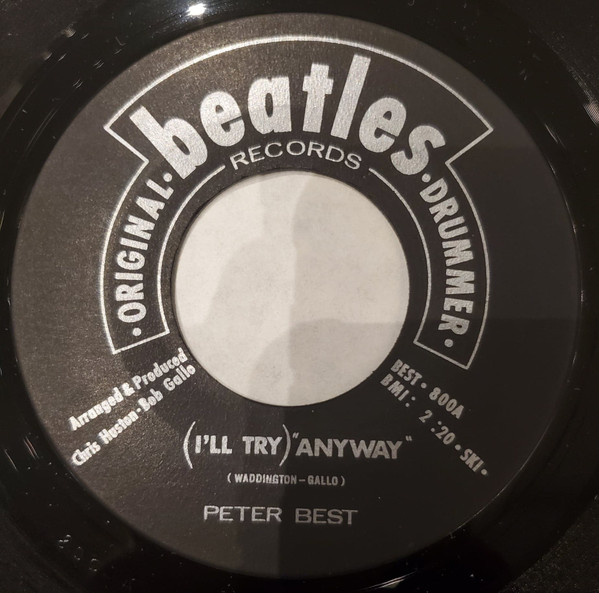 beatles
RECORDS
• ORIGINAL •
• DRUMMER •
Arranged & Produced
Chris Huston • Bob Gallo
BEST • 800A
BMI: 2:20 • SKI •
(I'LL TRY) "ANYWAY"
(WADDINGTON – GALLO)
PETER BEST